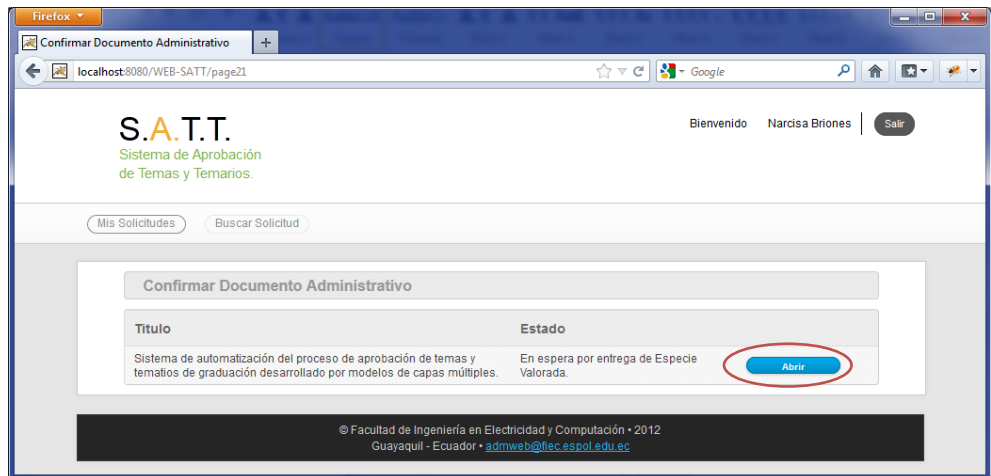 Firefox
Confirmar Documento Administrativo
localhost:8080/WEB-SATT/page21
Google
S.A.T.T.
Sistema de Aprobación
de Temas y Temarios.
Bienvenido Narcisa Briones Salir
Mis Solicitudes Buscar Solicitud
Confirmar Documento Administrativo
Titulo Estado
Sistema de automatización del proceso de aprobación de temas y
tematios de graduación desarrollado por modelos de capas múltiples.
En espera por entrega de Especie
Valorada.
Abrir
© Facultad de Ingeniería en Electricidad y Computación • 2012
Guayaquil - Ecuador • admweb@fiec.espol.edu.ec